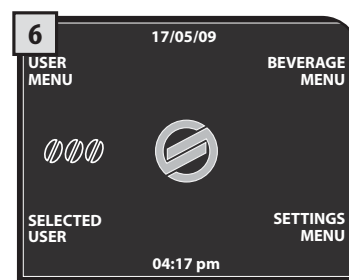 6
17/05/09
USER
MENU
BEVERAGE
MENU
SELECTED
USER
SETTINGS
MENU
04:17 pm